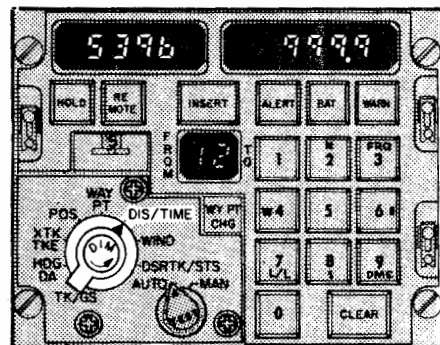 539b 999.9
HOLD RE MOTE INSERT ALERT BAT WARN
FROM 12 TO
1 N 2 FRQ 3
WAY PT DIS/TIME WY PT CHG
W 4 5 6 E
POS WIND
XTK TKE DIM
HDG DA DSRTK/STS
7 L/L 8 S 9 DME
TK/GS AUTO MAN
TEST
0 CLEAR